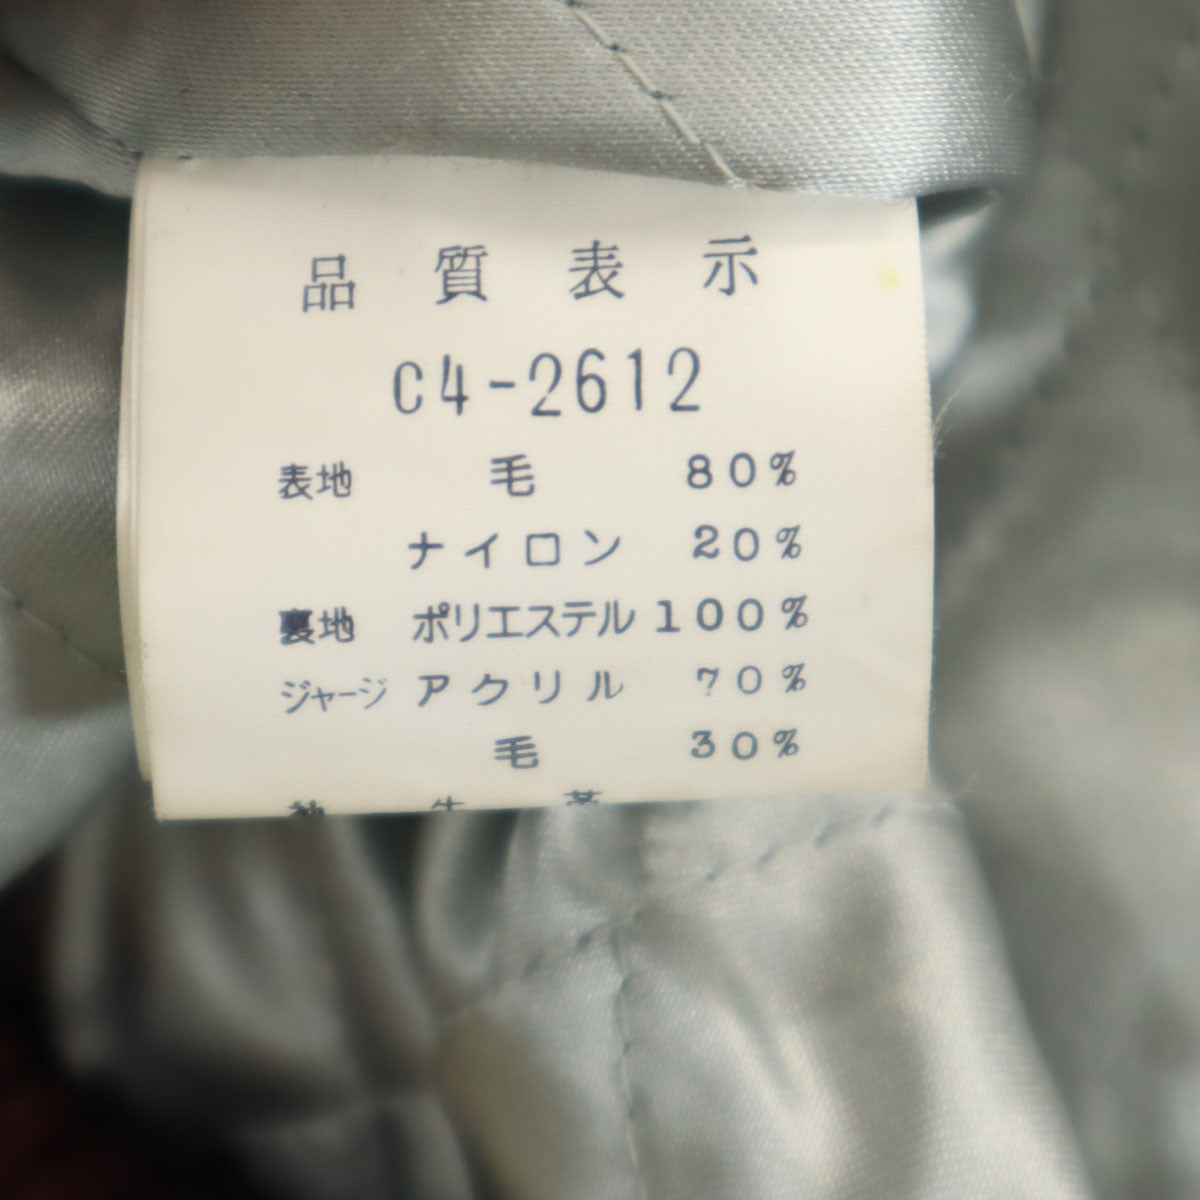 品質表示
C4-2612
表地 毛 80%
ナイロン 20%
裏地 ポリエステル 100%
ジャージ アクリル 70%
毛 30%